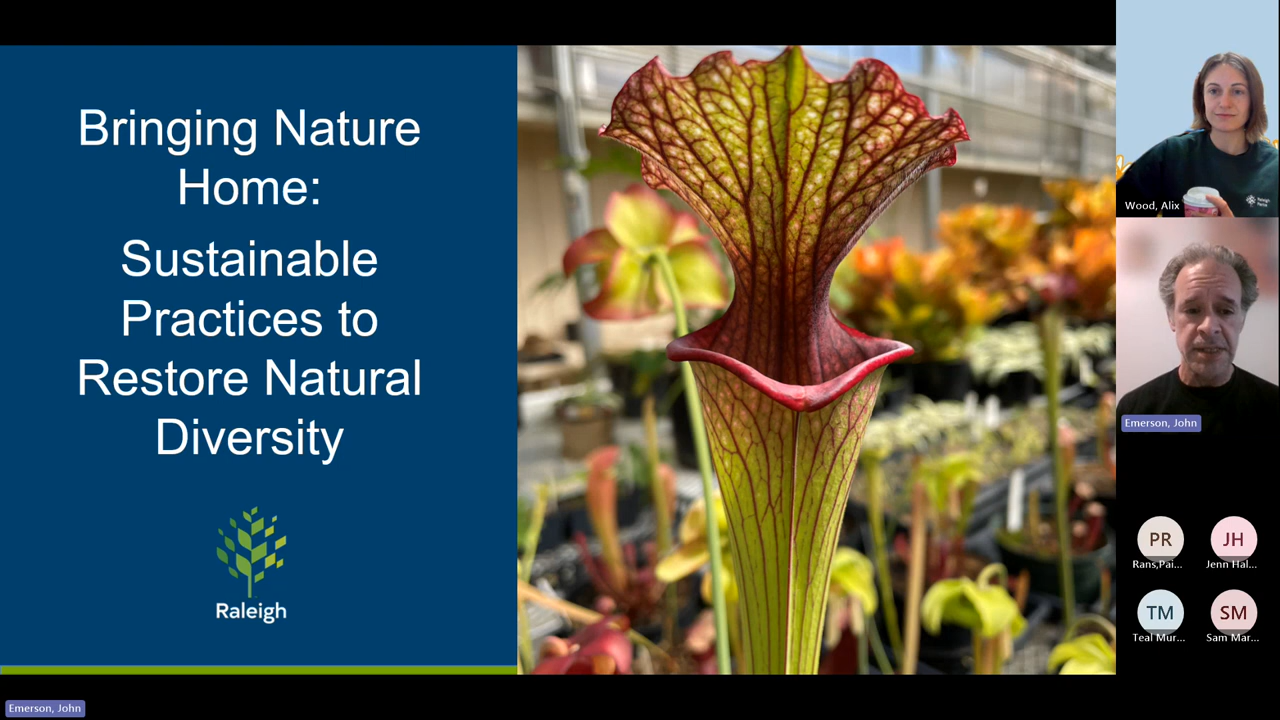 Bringing Nature
Home:
Sustainable
Practices to
Restore Natural
Diversity
Raleigh
Wood, Alix
Emerson, John
PR
JH
Rans,Pai...
Jenn Hal...
TM
SM
Teal Mur...
Sam Mar...
Emerson, John